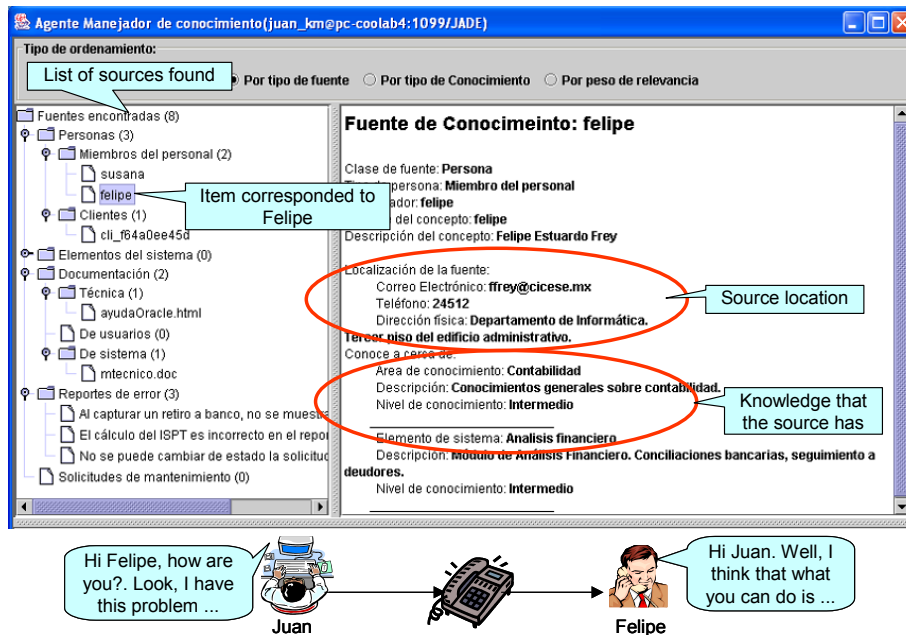 Agente Manejador de conocimiento(juan_km@pc-coolab4:1099/JADE)
Tipo de ordenamiento:
List of sources found
Por tipo de fuente
Por tipo de Conocimiento
Por peso de relevancia
Fuentes encontradas (8)
Personas (3)
Miembros del personal (2)
susana
felipe
Item corresponded to
Felipe
Clientes (1)
cli_f64a0ee45d
Elementos del sistema (0)
Documentación (2)
Técnica (1)
ayudaOracle.html
De usuarios (0)
De sistema (1)
mtecnico.doc
Reportes de error (3)
Al capturar un retiro a banco, no se muestra
El cálculo del ISPT es incorrecto en el repor
No se puede cambiar de estado la solicitud
Solicitudes de mantenimiento (0)
Fuente de Conocimeinto: felipe
Clase de fuente: Persona
persona: Miembro del personal
felipe
del concepto: felipe
Descripción del concepto: Felipe Estuardo Frey
Localización de la fuente:
Correo Electrónico: ffrey@cicese.mx
Teléfono: 24512
Dirección física: Departamento de Informática.
Tercer piso del edificio administrativo.
Source location
Conoce a cerca de:
Area de conocimiento: Contabilidad
Descripción: Conocimientos generales sobre contabilidad.
Nivel de conocimiento: Intermedio
Knowledge that
the source has
Elemento de sistema: Analisis financiero
Descripción: Módulo de Análisis Financiero. Conciliaciones bancarias, seguimiento a
deudores.
Nivel de conocimiento: Intermedio
Hi Felipe, how are
you?. Look, I have
this problem ...
Juan
Hi Juan. Well, I
think that what
you can do is ...
Felipe